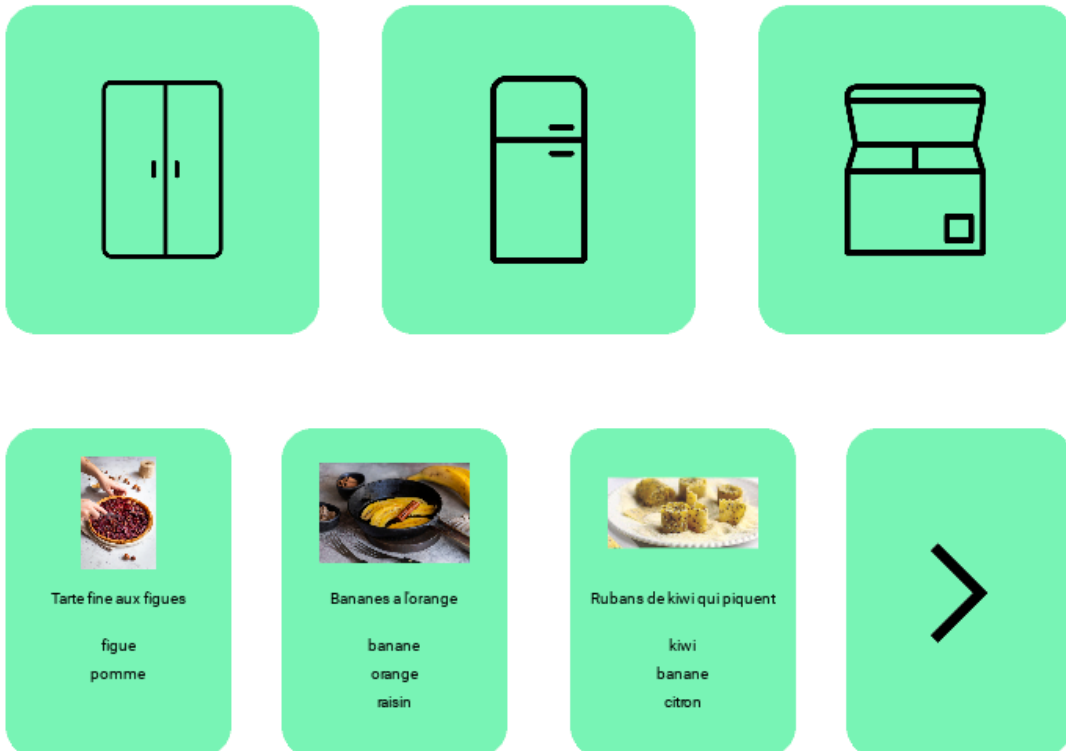 Tarte fine aux figues
figue
pomme
Bananes a l'orange
banane
orange
raisin
Rubans de kiwi qui piquent
kiwi
banane
citron